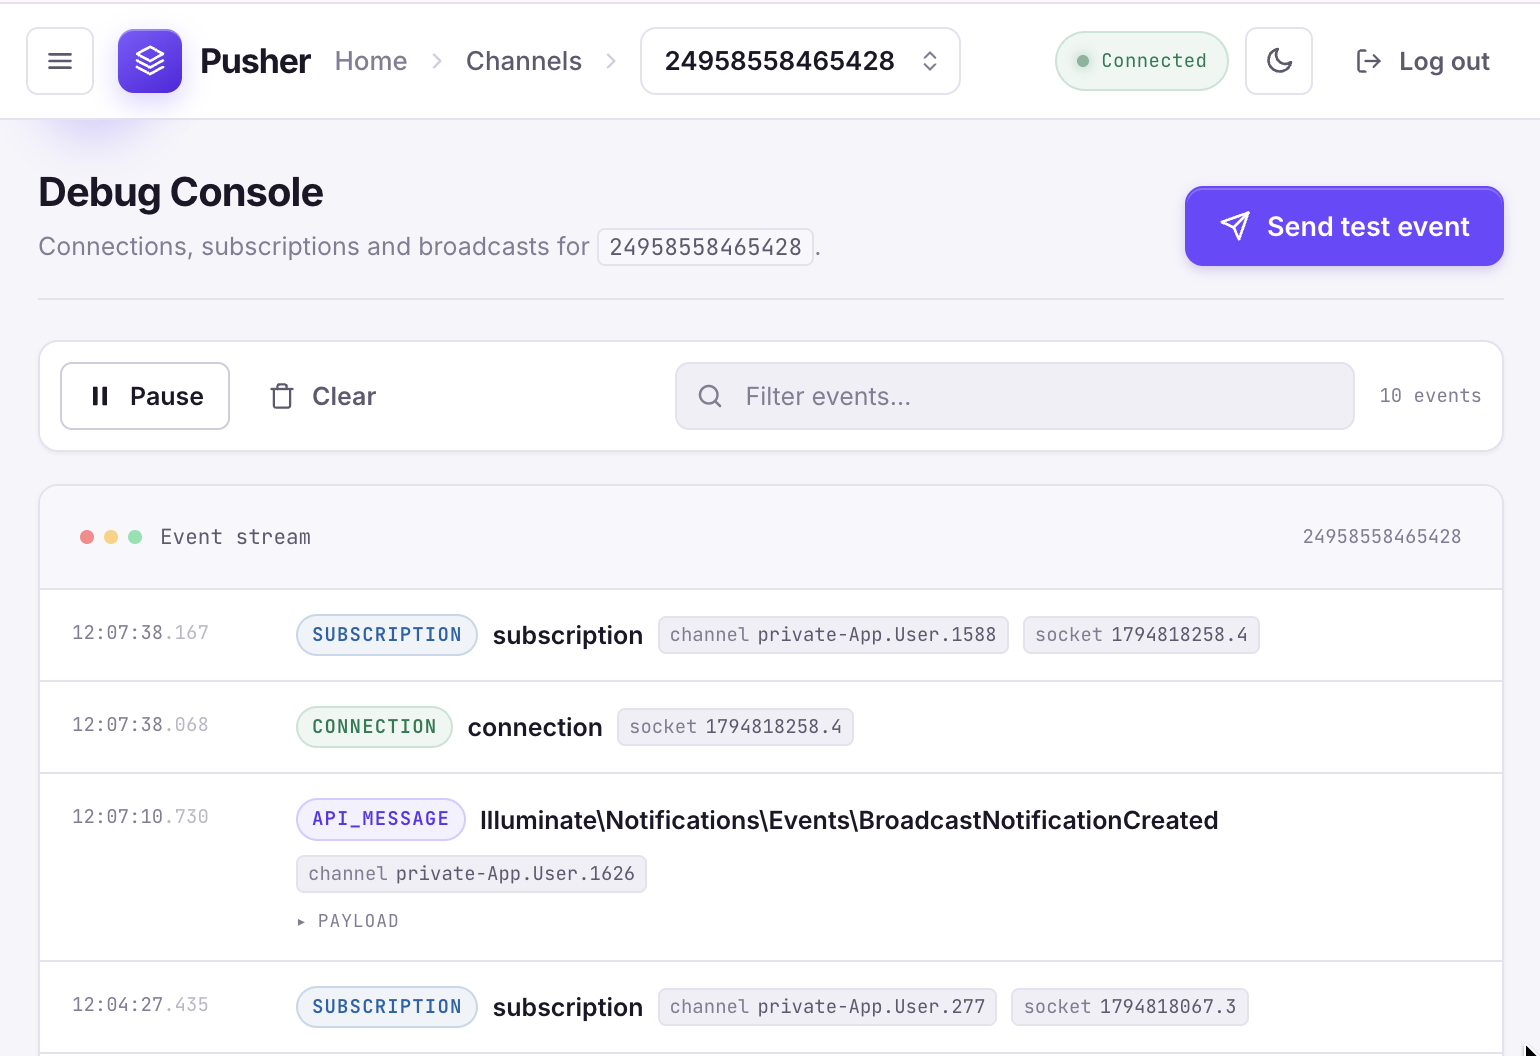 Pusher Home Channels 24958558465428 Connected Log out
Debug Console
Connections, subscriptions and broadcasts for 24958558465428.
Send test event
Pause Clear Filter events... 10 events
Event stream 24958558465428
12:07:38.167 SUBSCRIPTION subscription channel private-App.User.1588 socket 1794818258.4
12:07:38.068 CONNECTION connection socket 1794818258.4
12:07:10.730 API_MESSAGE Illuminate\Notifications\Events\BroadcastNotificationCreated
channel private-App.User.1626
PAYLOAD
12:04:27.435 SUBSCRIPTION subscription channel private-App.User.277 socket 1794818067.3